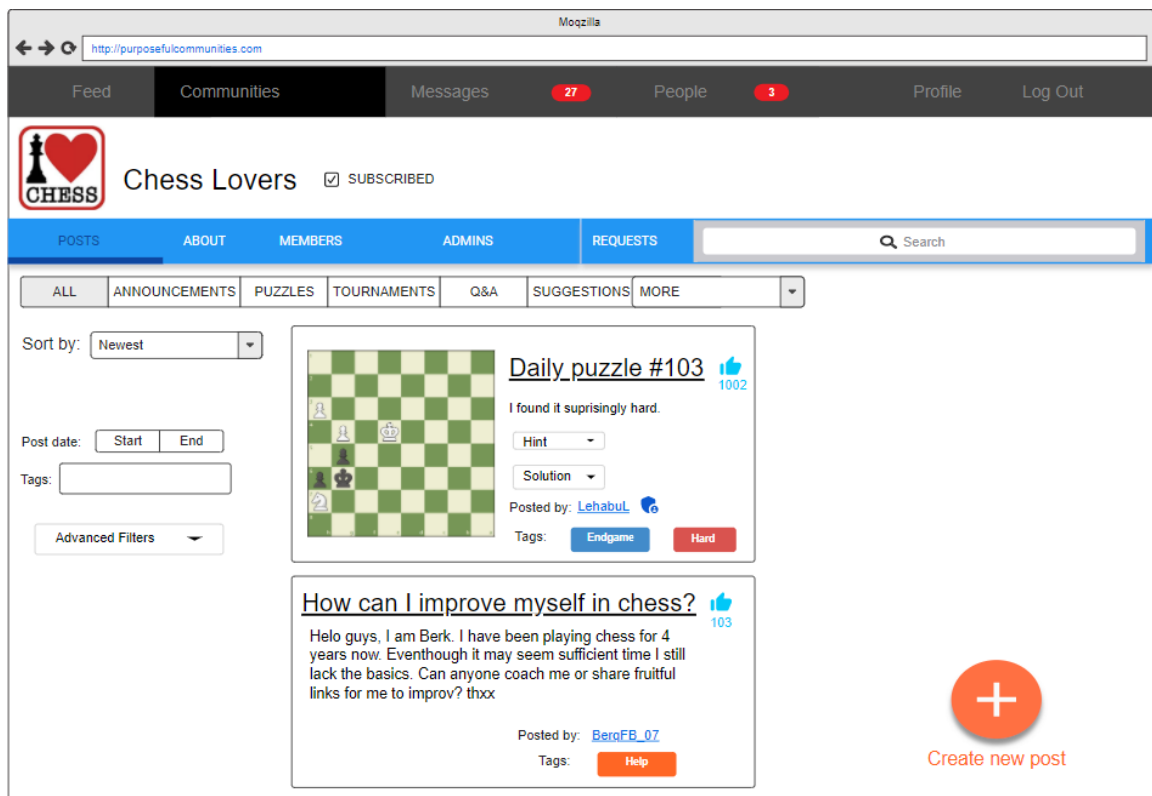 Moqzilla
http://purposefulcommunities.com
Feed Communities Messages 27 People 3 Profile Log Out
CHESS
Chess Lovers SUBSCRIBED
POSTS ABOUT MEMBERS ADMINS REQUESTS Search
ALL ANNOUNCEMENTS PUZZLES TOURNAMENTS Q&A SUGGESTIONS MORE
Sort by: Newest
Post date: Start End
Tags:
Advanced Filters
Daily puzzle #103
1002
I found it suprisingly hard.
Hint
Solution
Posted by: LehabuL
Tags: Endgame Hard
How can I improve myself in chess?
103
Helo guys, I am Berk. I have been playing chess for 4
years now. Eventhough it may seem sufficient time I still
lack the basics. Can anyone coach me or share fruitful
links for me to improv? thxx
Posted by: BerqFB_07
Tags: Help
Create new post